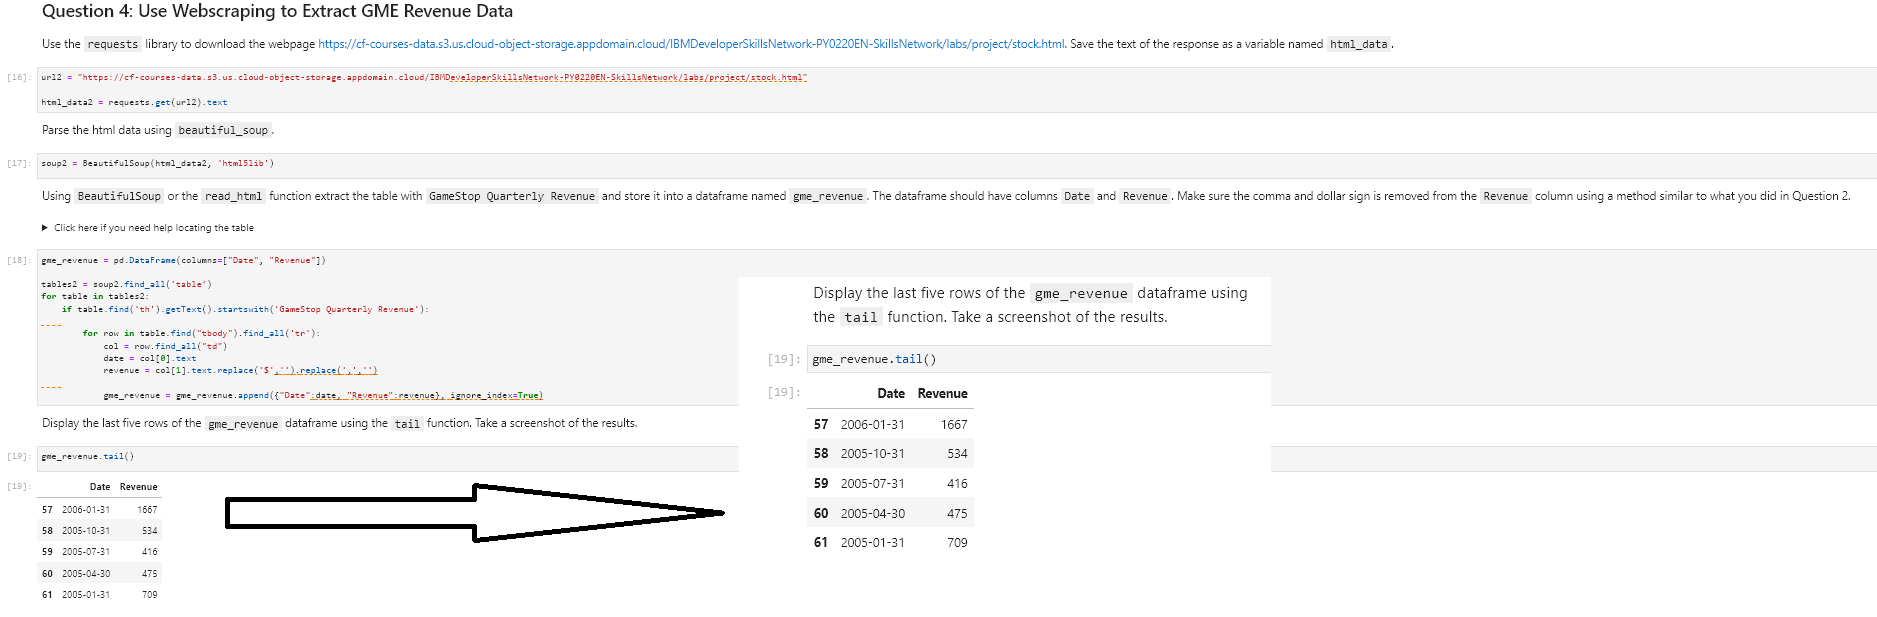 Question 4: Use Webscraping to Extract GME Revenue Data
Use the requests library to download the webpage https://cf-courses-data.s3.us.cloud-object-storage.appdomain.cloud/IBMDeveloperSkillsNetwork-PY0220EN-SkillsNetwork/labs/project/stock.html. Save the text of the response as a variable named html_data.
[16]: url2 = "https://cf-courses-data.s3.us.cloud-object-storage.appdomain.cloud/IBMDeveloperSkillsNetwork-PY0220EN-SkillsNetwork/labs/project/stock.html"
html_data2 = requests.get(url2).text
Parse the html data using beautiful_soup.
[17]: soup2 = BeautifulSoup(html_data2, 'html5lib')
Using BeautifulSoup or the read_html function extract the table with GameStop Quarterly Revenue and store it into a dataframe named gme_revenue. The dataframe should have columns Date and Revenue. Make sure the comma and dollar sign is removed from the Revenue column using a method similar to what you did in Question 2.
▶ Click here if you need help locating the table
[18]: gme_revenue = pd.DataFrame(columns=["Date", "Revenue"])
tables2 = soup2.find_all('table')
for table in tables2:
if table.find('th').getText().startswith('GameStop Quarterly Revenue'):
for row in table.find("tbody").find_all('tr'):
col = row.find_all("td")
date = col[0].text
revenue = col[1].text.replace('$','').replace(',','')
gme_revenue = gme_revenue.append({"Date":date, "Revenue":revenue}, ignore_index=True)
Display the last five rows of the gme_revenue dataframe using the tail function. Take a screenshot of the results.
[19]: gme_revenue.tail()
[19]: Date Revenue
57 2006-01-31 1667
58 2005-10-31 534
59 2005-07-31 416
60 2005-04-30 475
61 2005-01-31 709
Display the last five rows of the gme_revenue dataframe using
the tail function. Take a screenshot of the results.
[19]: gme_revenue.tail()
[19]: Date Revenue
57 2006-01-31 1667
58 2005-10-31 534
59 2005-07-31 416
60 2005-04-30 475
61 2005-01-31 709